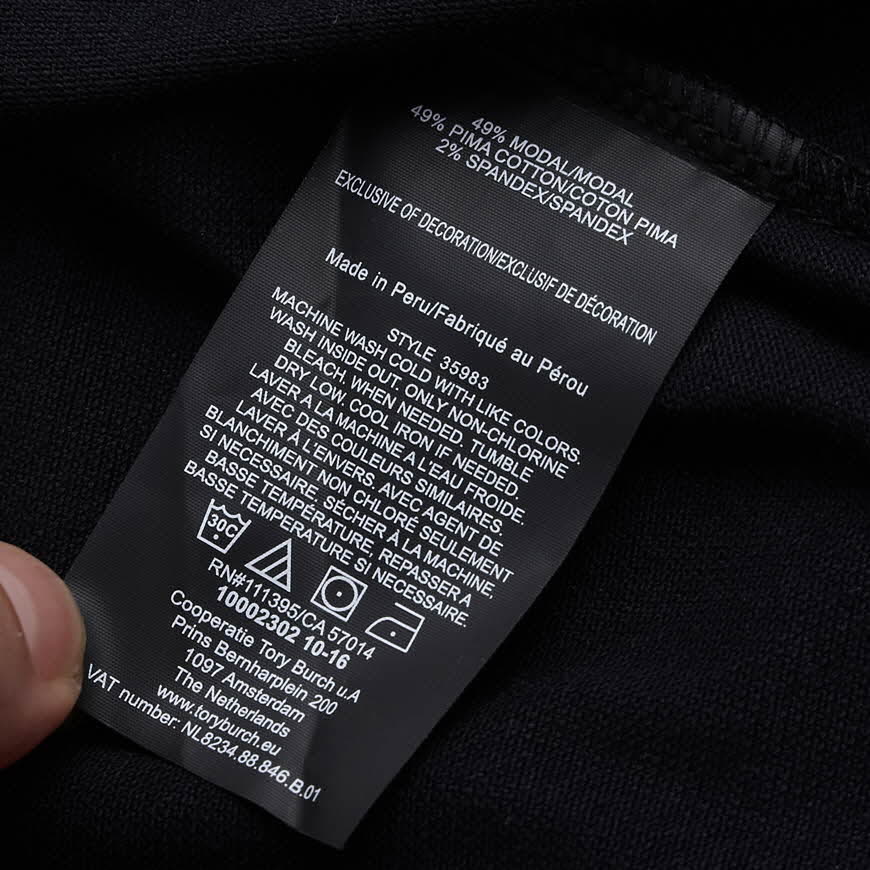 49% MODAL/MODAL
49% PIMA COTTON/COTON PIMA
2% SPANDEX/SPANDEX
EXCLUSIVE OF DECORATION/EXCLUSIF DE DÉCORATION
Made in Peru/Fabriqué au Pérou
STYLE 35983
MACHINE WASH COLD WITH LIKE COLORS.
WASH INSIDE OUT. ONLY NON-CHLORINE
BLEACH, WHEN NEEDED. TUMBLE
DRY LOW. COOL IRON IF NEEDED.
LAVER A LA MACHINE A L'EAU FROIDE.
AVEC DES COULEURS SIMILAIRES.
LAVER À L'ENVERS. AVEC AGENT DE
BLANCHIMENT NON CHLORÉ SEULEMENT
SI NECESSAIRE. SÉCHER À LA MACHINE.
BASSE TEMPÉRATURE, REPASSER A
BASSE TEMPERATURE SI NECESSAIRE.
30C
RN#111395/CA 57014
10002302 10-16
Cooperatie Tory Burch u.A
Prins Bernharplein 200
1097 Amsterdam
The Netherlands
www.toryburch.eu
VAT number: NL8234.88.846.B.01